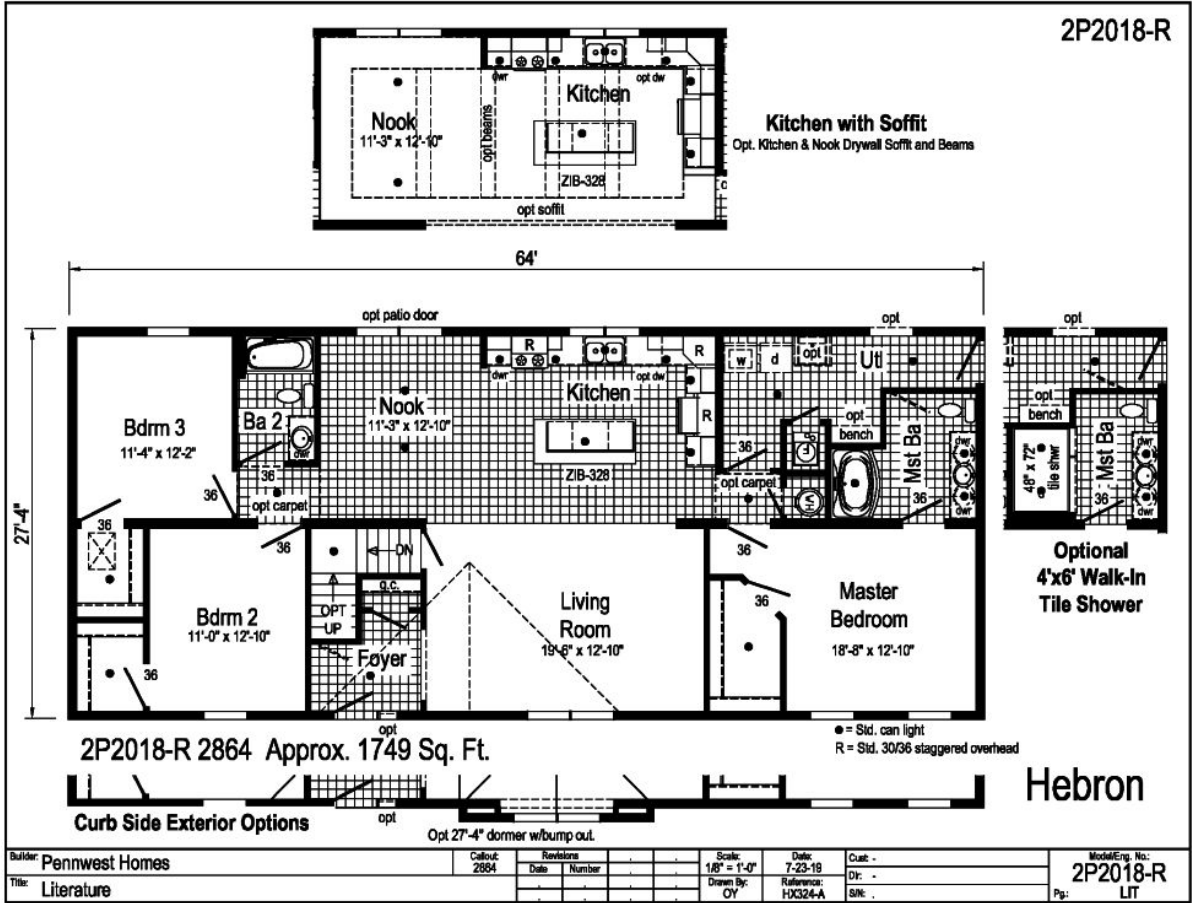 2P2018-R
dwr
opt dw
Kitchen
Nook
11'-3" x 12'-10"
opt beams
ZIB-328
opt soffit
Kitchen with Soffit
Opt. Kitchen & Nook Drywall Soffit and Beams
64'
27'-4"
opt patio door
opt
opt
R
R
R
dwr
opt dw
w
d
opt
Utl
Kitchen
Nook
11'-3" x 12'-10"
ZIB-328
Bdrm 3
11'-4" x 12'-2"
Ba 2
dwr
36
36
opt carpet
36
opt
bench
F
Mst Ba
dwr
dwr
36
opt carpet
WH
36
opt
bench
48" x 72"
tile shwr
Mst Ba
dwr
dwr
36
Optional
4'x6' Walk-In
Tile Shower
36
36
DN
g.c.
OPT
UP
Bdrm 2
11'-0" x 12'-10"
36
Foyer
Living
Room
19'-6" x 12'-10"
36
36
Master
Bedroom
18'-8" x 12'-10"
opt
● = Std. can light
R = Std. 30/36 staggered overhead
2P2018-R 2864 Approx. 1749 Sq. Ft.
Hebron
Curb Side Exterior Options
opt
Opt 27'-4" dormer w/bump out.
Builder: Pennwest Homes
Title: Literature
Callout:
2864
Revisions
Date Number
Scale:
1/8" = 1'-0"
Drawn By:
OY
Date:
7-23-19
Reference:
HX324-A
Cust: -
Dir: -
S/N: .
Model/Eng. No.:
2P2018-R
Pg.: LIT